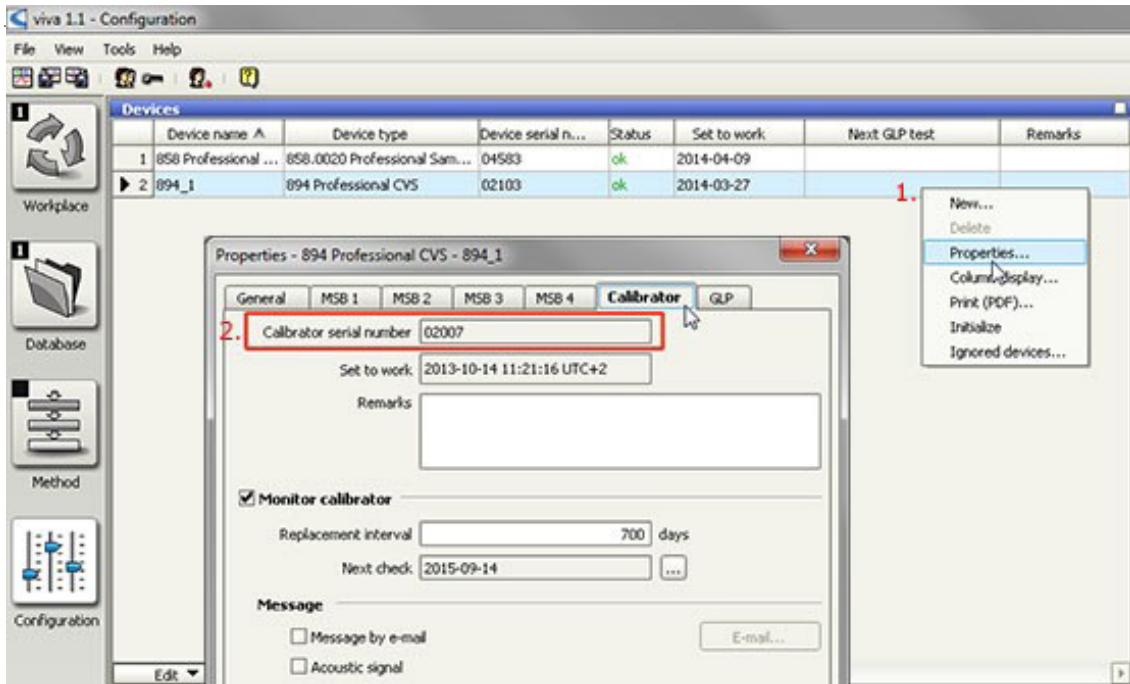 viva 1.1 - Configuration
File View Tools Help
1
Devices
Device name Device type Device serial n... Status Set to work Next GLP test Remarks
1 858 Professional ... 858.0020 Professional Sam... 04583 ok 2014-04-09
2 894_1 894 Professional CVS 02103 ok 2014-03-27
Workplace
1.
New...
Delete
Properties...
Column display...
Print (PDF)...
Initialize
Ignored devices...
1
Database
Method
Configuration
Properties - 894 Professional CVS - 894_1
General MSB 1 MSB 2 MSB 3 MSB 4 Calibrator GLP
2. Calibrator serial number 02007
Set to work 2013-10-14 11:21:16 UTC+2
Remarks
Monitor calibrator
Replacement interval 700 days
Next check 2015-09-14 ...
Message
Message by e-mail E-mail...
Acoustic signal
Edit